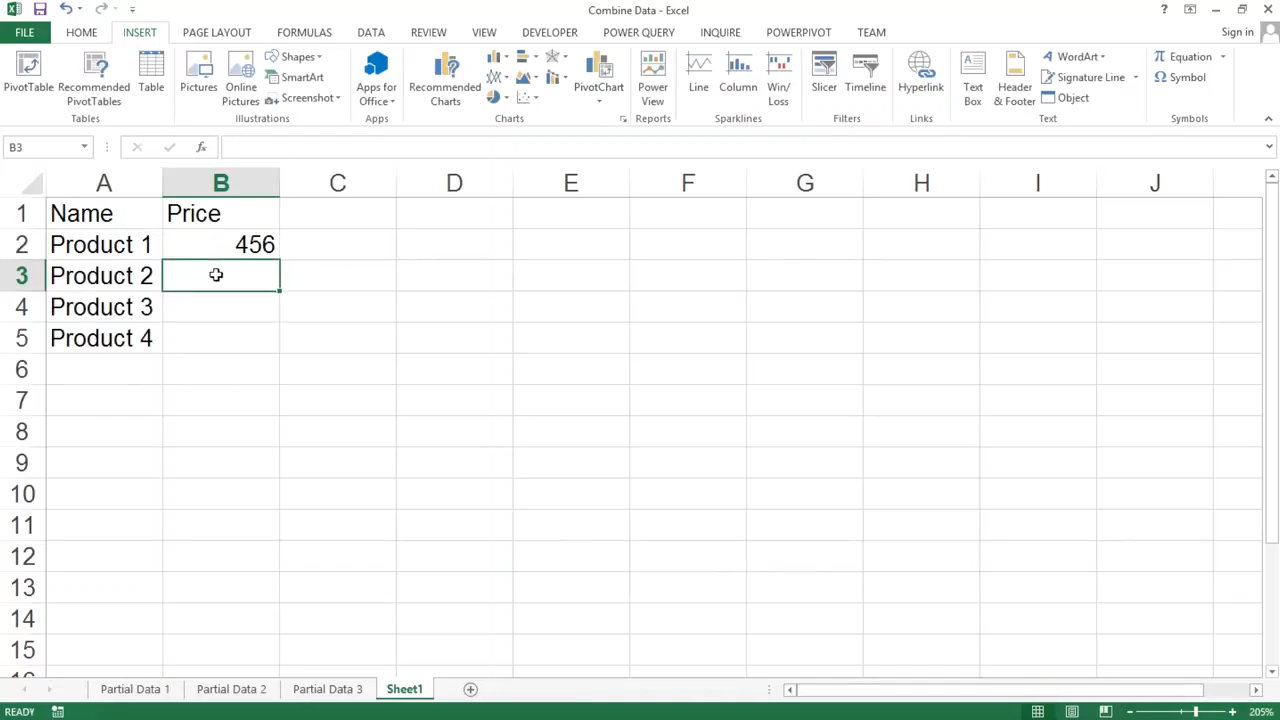 Combine Data - Excel
?
FILE HOME INSERT PAGE LAYOUT FORMULAS DATA REVIEW VIEW DEVELOPER POWER QUERY INQUIRE POWERPIVOT TEAM Sign in
PivotTable
Recommended
PivotTables
Table
Tables
Pictures
Online
Pictures
Shapes
SmartArt
Screenshot
Illustrations
Apps for
Office
Apps
Recommended
Charts
PivotChart
Charts
Power
View
Reports
Line
Column
Win/
Loss
Sparklines
Slicer
Timeline
Filters
Hyperlink
Links
Text
Box
Header
& Footer
WordArt
Signature Line
Object
Text
Equation
Symbol
Symbols
B3 fx
A B C D E F G H I J
1 Name Price
2 Product 1 456
3 Product 2
4 Product 3
5 Product 4
6
7
8
9
10
11
12
13
14
15
Partial Data 1 Partial Data 2 Partial Data 3 Sheet1
READY 205%